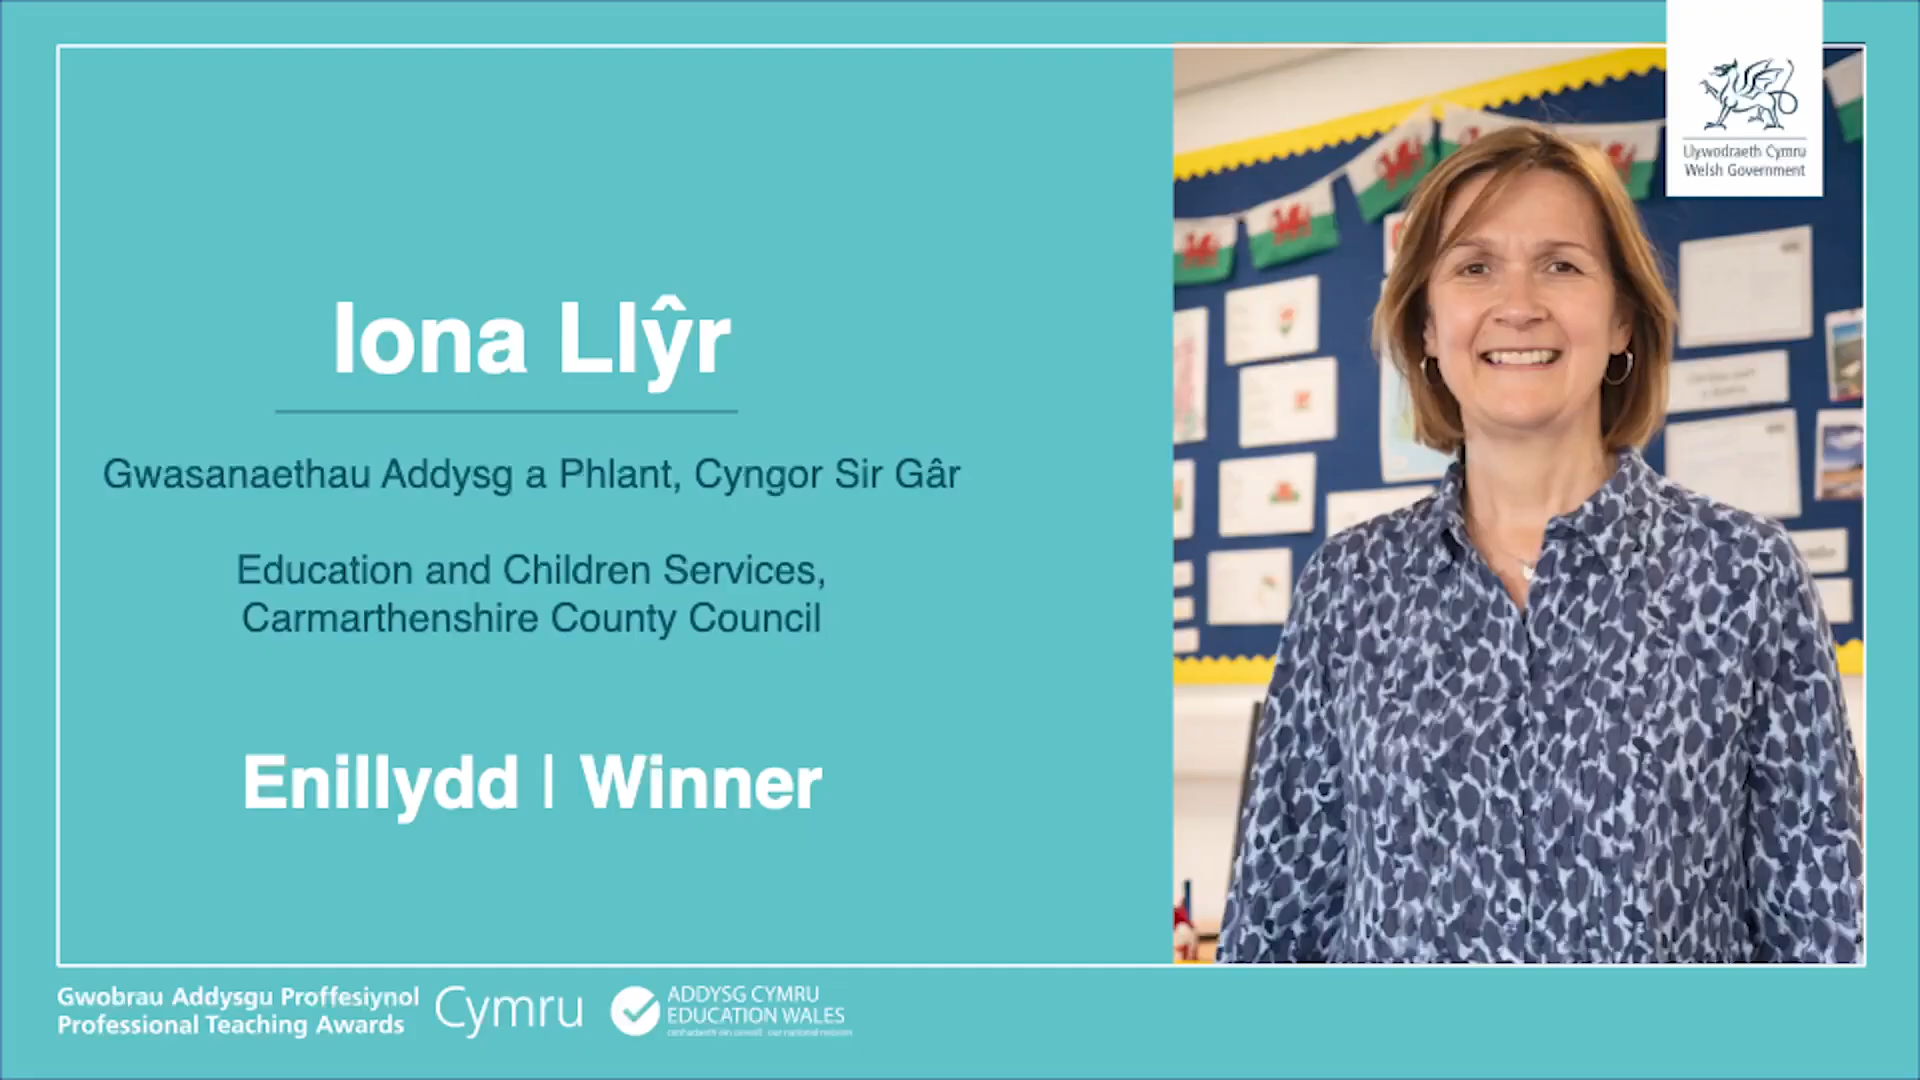 Iona Llŷr
Gwasanaethau Addysg a Phlant, Cyngor Sir Gâr
Education and Children Services,
Carmarthenshire County Council
Enillydd | Winner
Llywodraeth Cymru
Welsh Government
Gwobrau Addysgu Proffesiynol
Professional Teaching Awards
Cymru
ADDYSG CYMRU
EDUCATION WALES